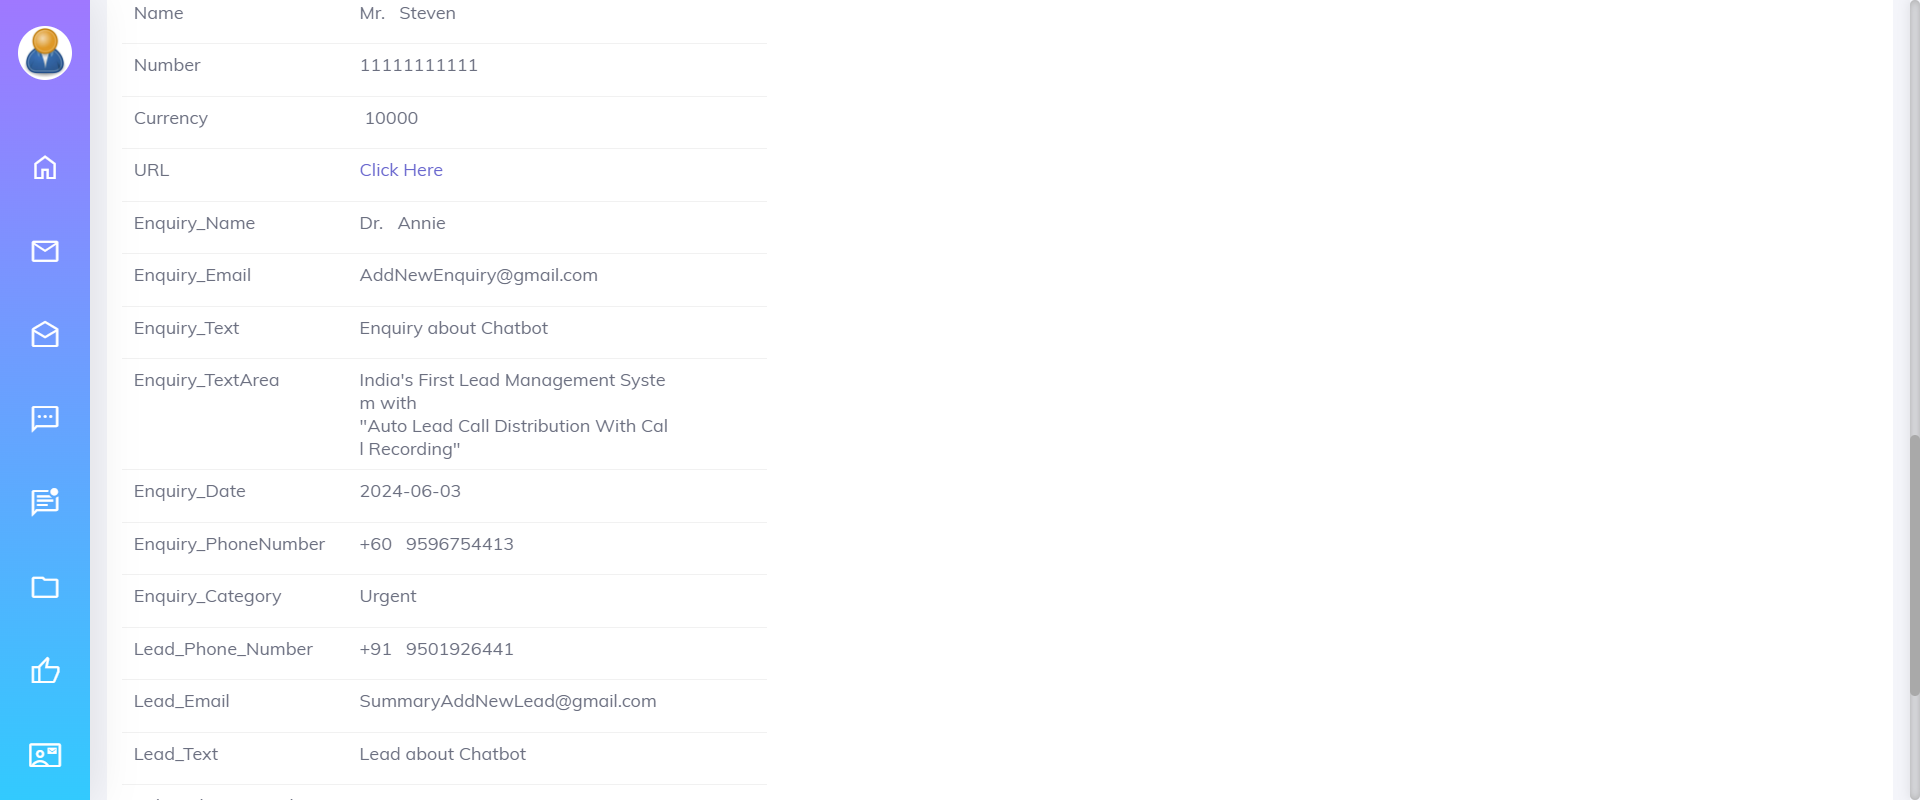 Name Mr. Steven
Number 11111111111
Currency 10000
URL Click Here
Enquiry_Name Dr. Annie
Enquiry_Email AddNewEnquiry@gmail.com
Enquiry_Text Enquiry about Chatbot
Enquiry_TextArea India's First Lead Management Syste
m with
"Auto Lead Call Distribution With Cal
l Recording"
Enquiry_Date 2024-06-03
Enquiry_PhoneNumber +60 9596754413
Enquiry_Category Urgent
Lead_Phone_Number +91 9501926441
Lead_Email SummaryAddNewLead@gmail.com
Lead_Text Lead about Chatbot